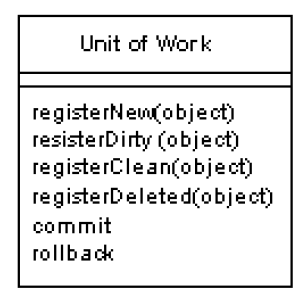 Unit of Work
registerNew(object)
resisterDirty (object)
registerClean(object)
registerDeleted(object)
commit
rollback